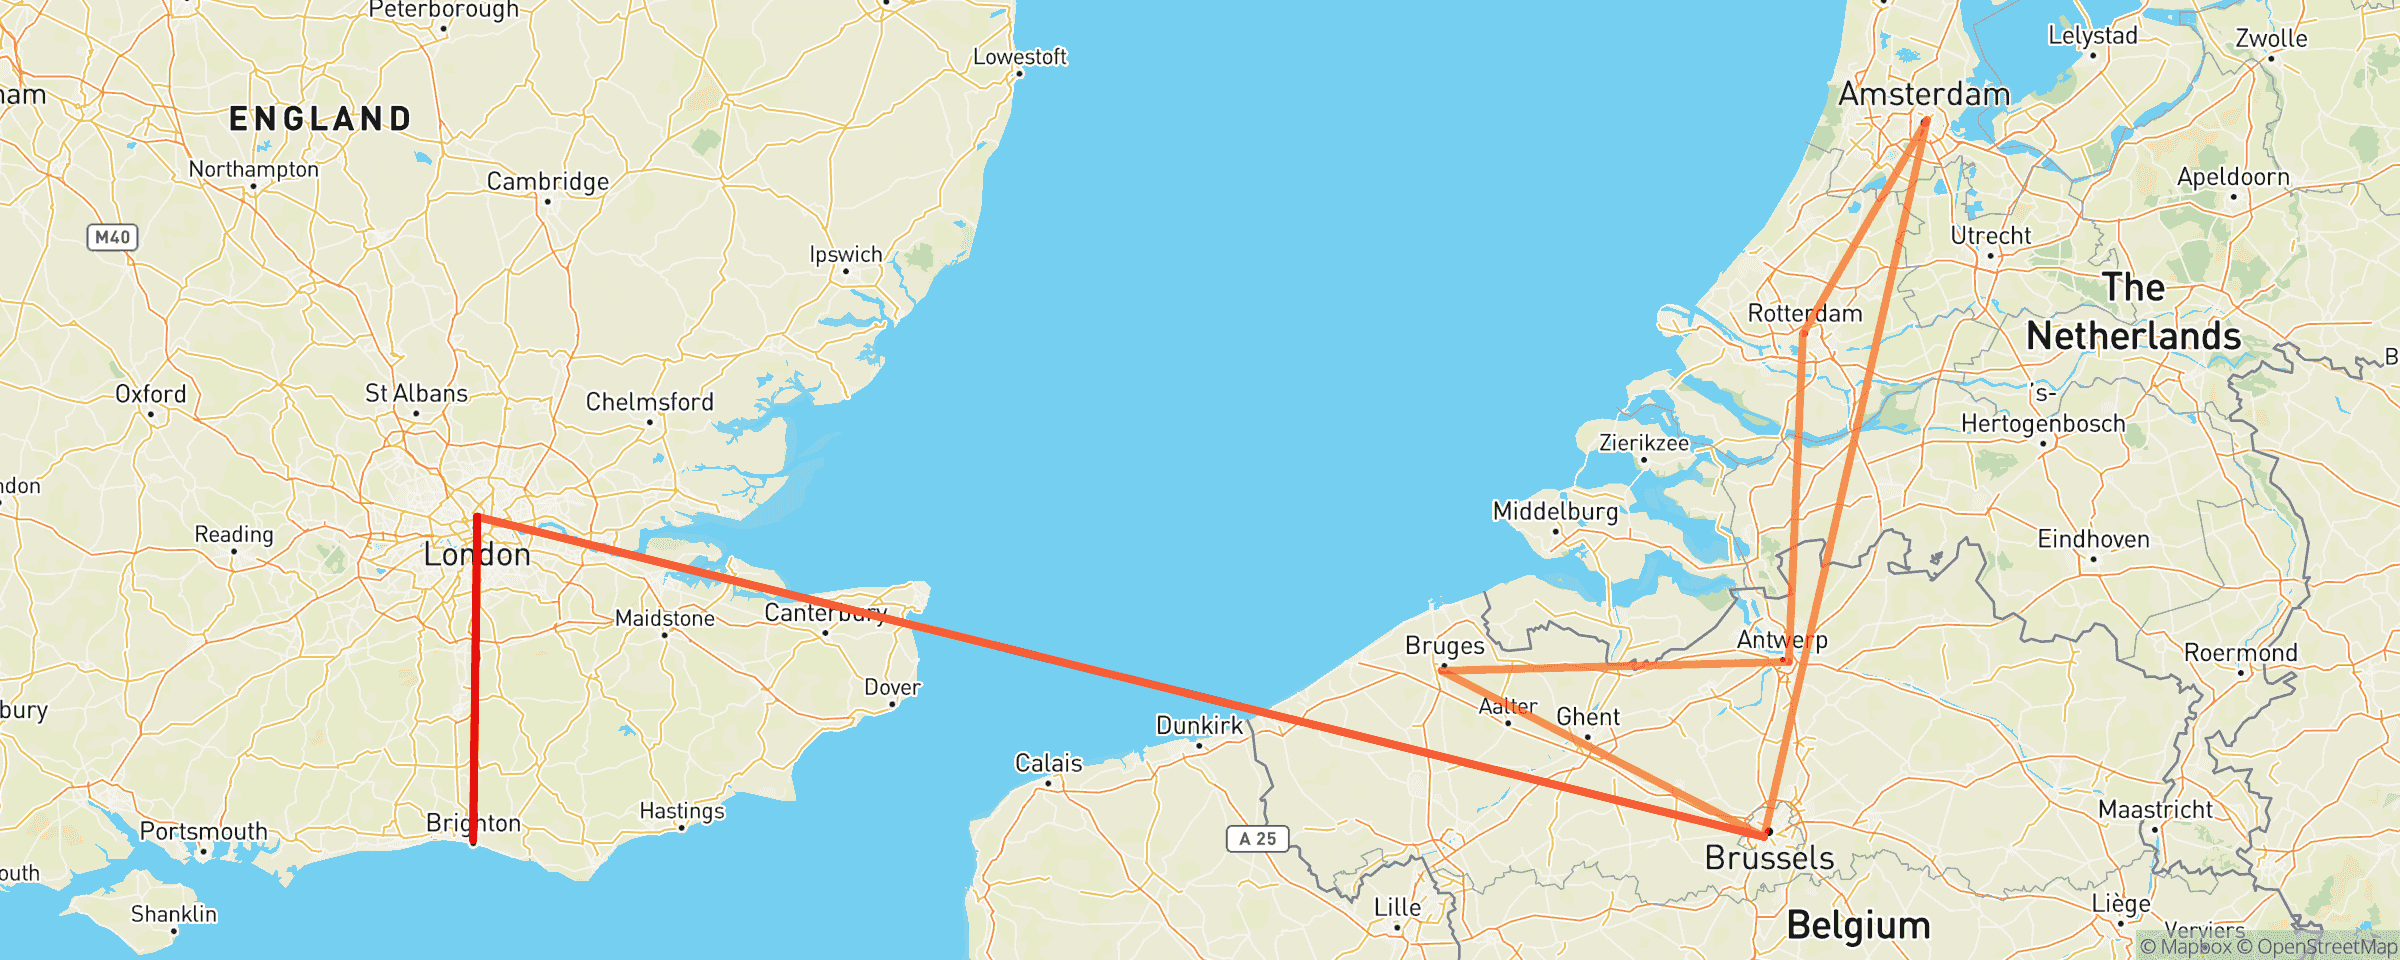 Peterborough
Lowestoft
Lelystad
Zwolle
Amsterdam
ham
ENGLAND
Northampton
Cambridge
Apeldoorn
M40
Utrecht
Ipswich
The
Netherlands
Rotterdam
B
Oxford
St Albans
Chelmsford
s-
Hertogenbosch
Zierikzee
ndon
Middelburg
Reading
London
Eindhoven
Maidstone
Canterbury
Bruges
Antwerp
Roermond
Dover
bury
Aalter
Ghent
Dunkirk
Calais
Hastings
Maastricht
Brighton
Portsmouth
A 25
Brussels
outh
Lille
Liège
Shanklin
Belgium
Verviers
© Mapbox © OpenStreetMap